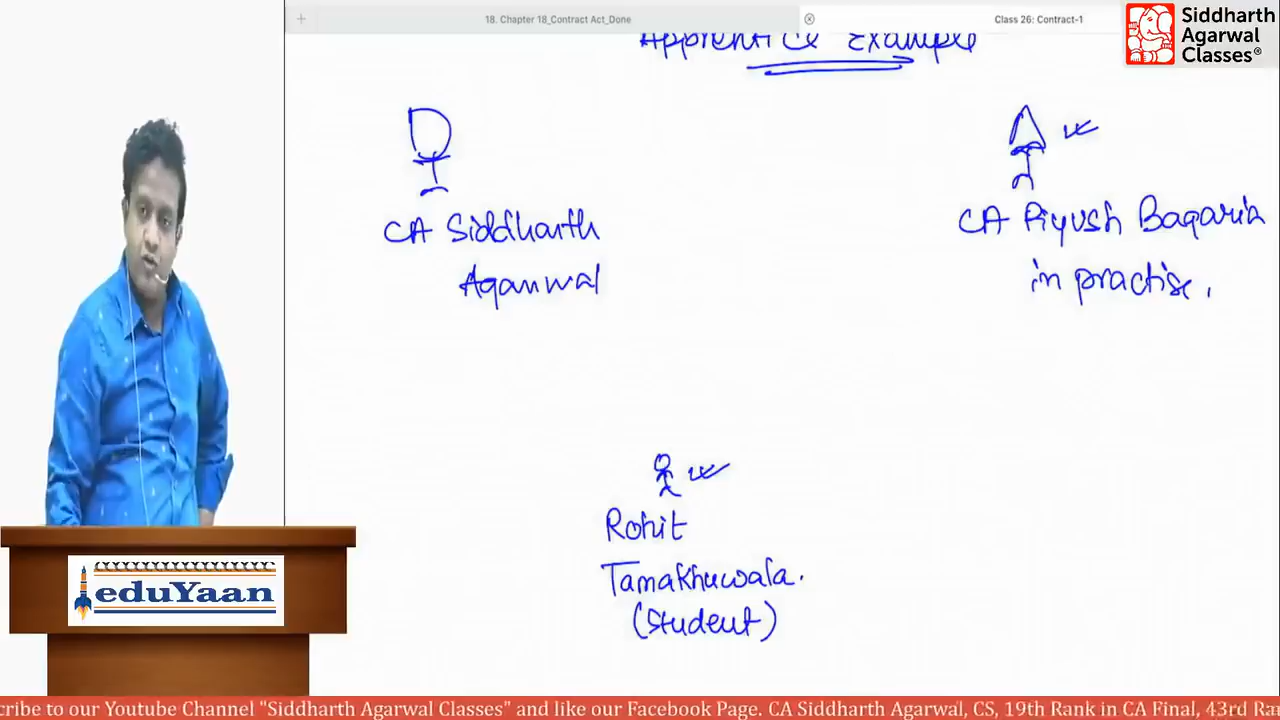 18. Chapter 18_Contract Act_Done
Class 26: Contract-1
Siddharth
Agarwal
Classes®
Apprentice Example
CA Siddharth
Agarwal
CA Piyush Bagaria
in practise.
Rohit
Tamakhuwala.
(Student)
eduYaan
cribe to our Youtube Channel "Siddharth Agarwal Classes" and like our Facebook Page. CA Siddharth Agarwal, CS, 19th Rank in CA Final, 43rd Ra